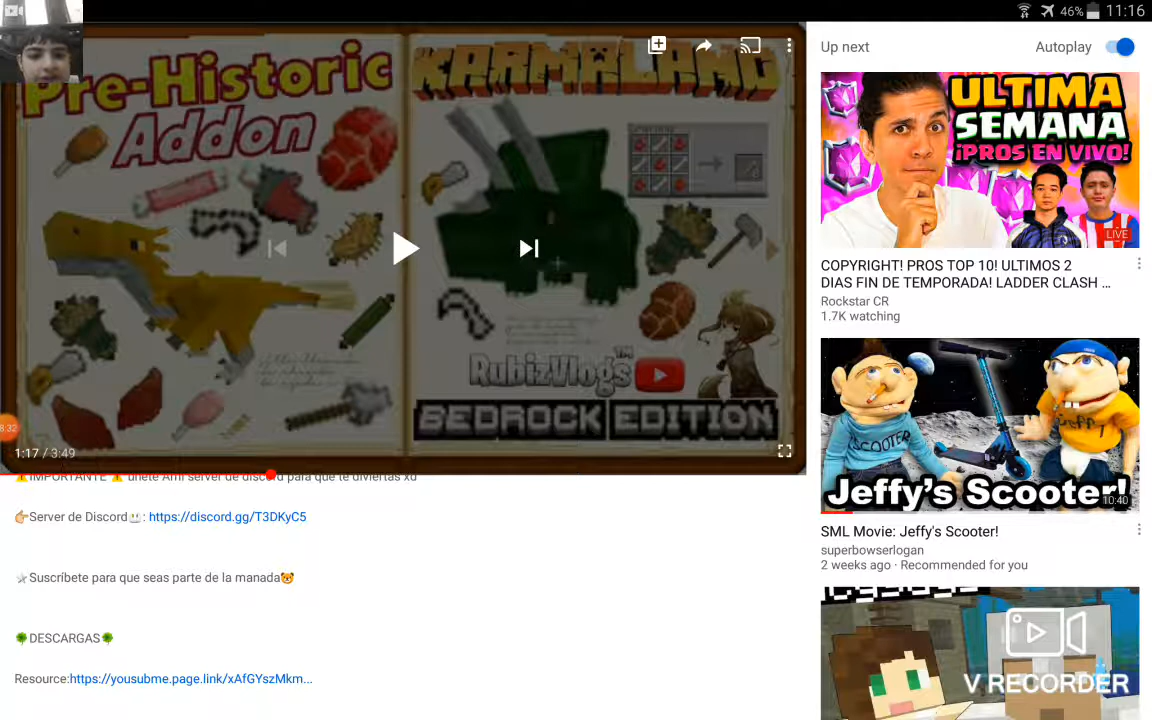 46%
11:16
Pre-Historic
Addon
KARMALAND
RubizVlogs™
BEDROCK EDITION
8:32
1:17 / 3:49
⚠️IMPORTANTE ⚠️ unete Ami server de discord para que te diviertas xd
👉🏼Server de Discord: https://discord.gg/T3DKyC5
Suscríbete para que seas parte de la manada🐯
🌳DESCARGAS🌳
Resource:https://yousubme.page.link/xAfGYszMkm...
Up next
Autoplay
ULTIMA
SEMANA
¡PROS EN VIVO!
LIVE
COPYRIGHT! PROS TOP 10! ULTIMOS 2
DIAS FIN DE TEMPORADA! LADDER CLASH ...
Rockstar CR
1.7K watching
SCOOTER
Jeffy's Scooter!
10:40
SML Movie: Jeffy's Scooter!
superbowserlogan
2 weeks ago · Recommended for you
V RECORDER